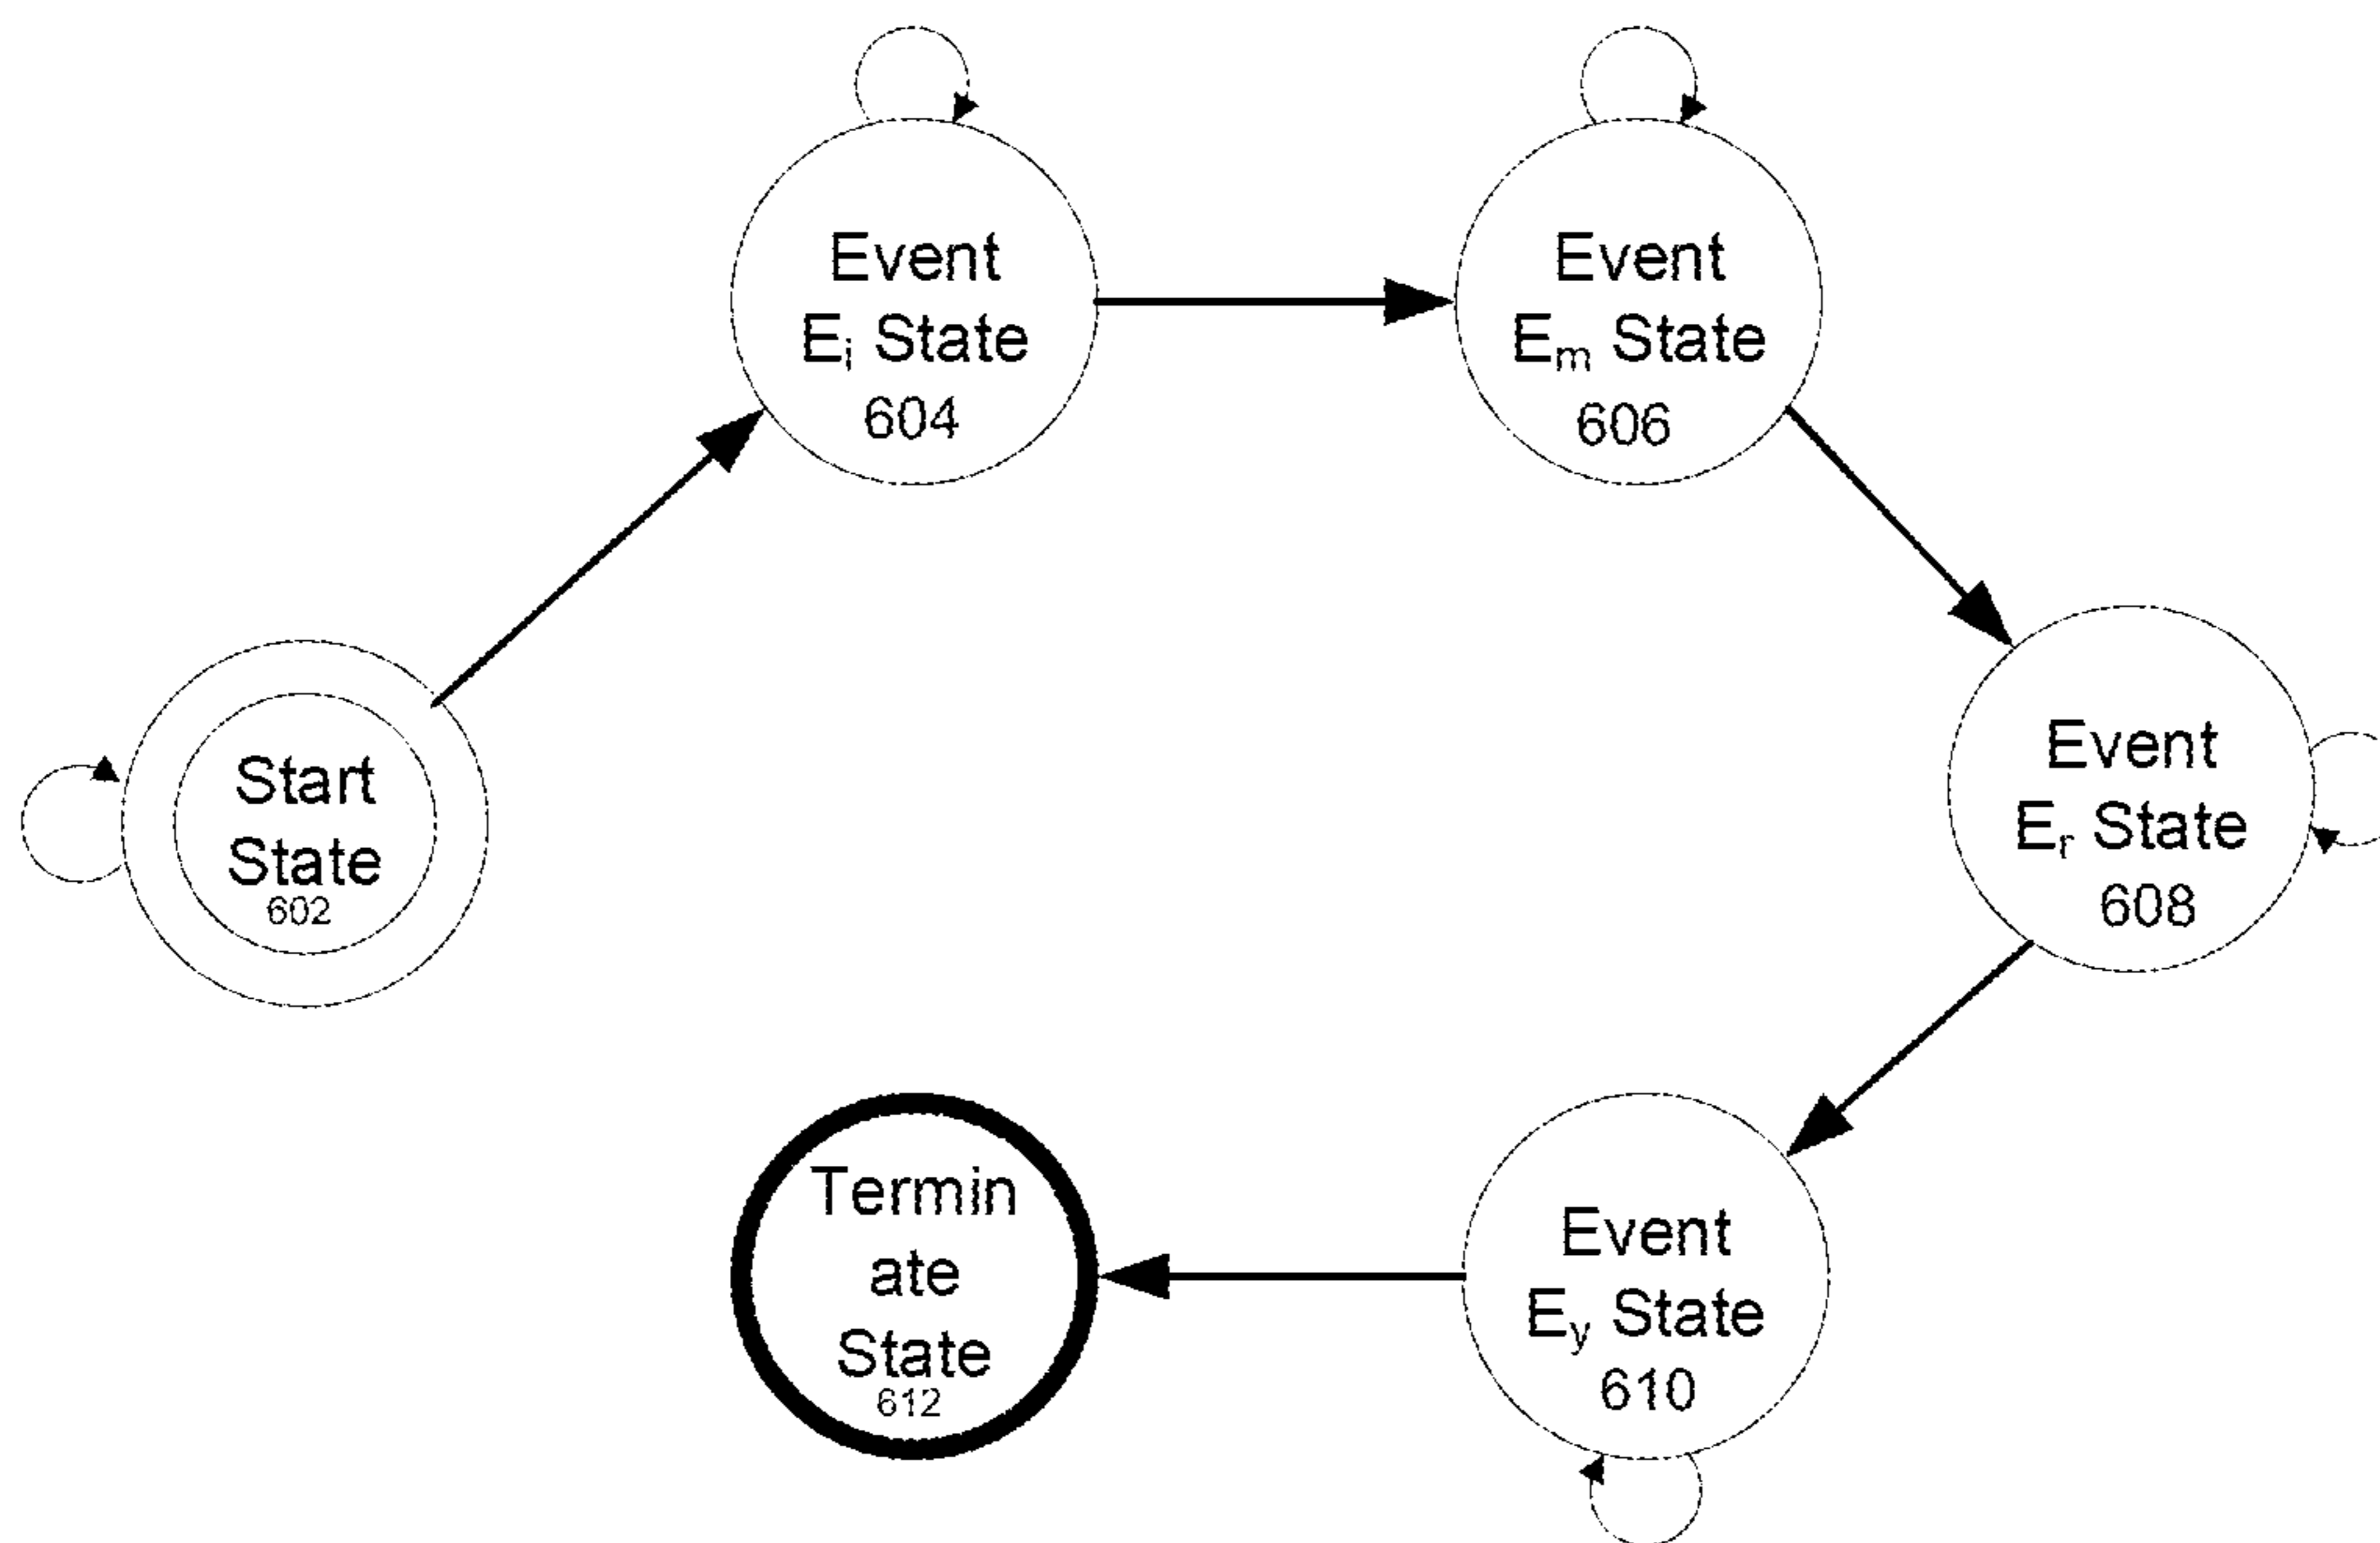 Event
Eᵢ State
604
Event
Eₘ State
606
Start
State
602
Event
Eᵣ State
608
Termin
ate
State
612
Event
Eᵧ State
610